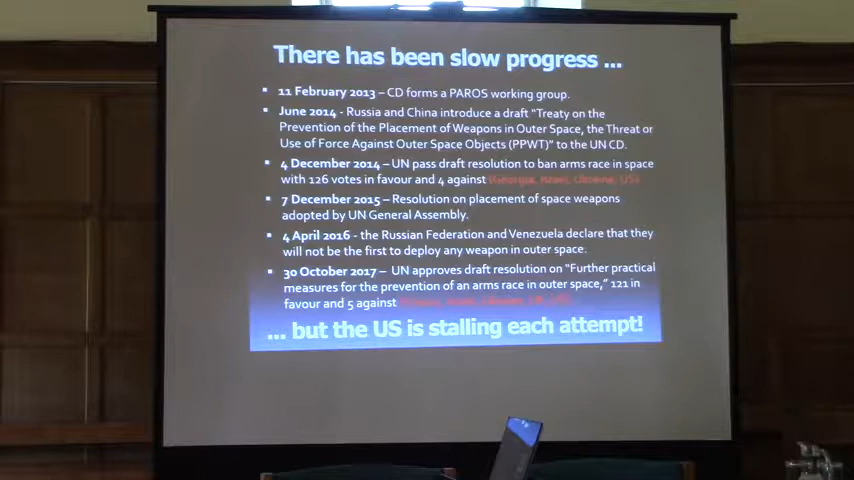 There has been slow progress ...
▪ 11 February 2013 – CD forms a PAROS working group.
▪ June 2014 - Russia and China introduce a draft "Treaty on the
Prevention of the Placement of Weapons in Outer Space, the Threat or
Use of Force Against Outer Space Objects (PPWT)" to the UN CD.
▪ 4 December 2014 – UN pass draft resolution to ban arms race in space
with 126 votes in favour and 4 against (Georgia, Israel, Ukraine, US)
▪ 7 December 2015 – Resolution on placement of space weapons
adopted by UN General Assembly.
▪ 4 April 2016 - the Russian Federation and Venezuela declare that they
will not be the first to deploy any weapon in outer space.
▪ 30 October 2017 – UN approves draft resolution on "Further practical
measures for the prevention of an arms race in outer space," 121 in
favour and 5 against
... but the US is stalling each attempt!